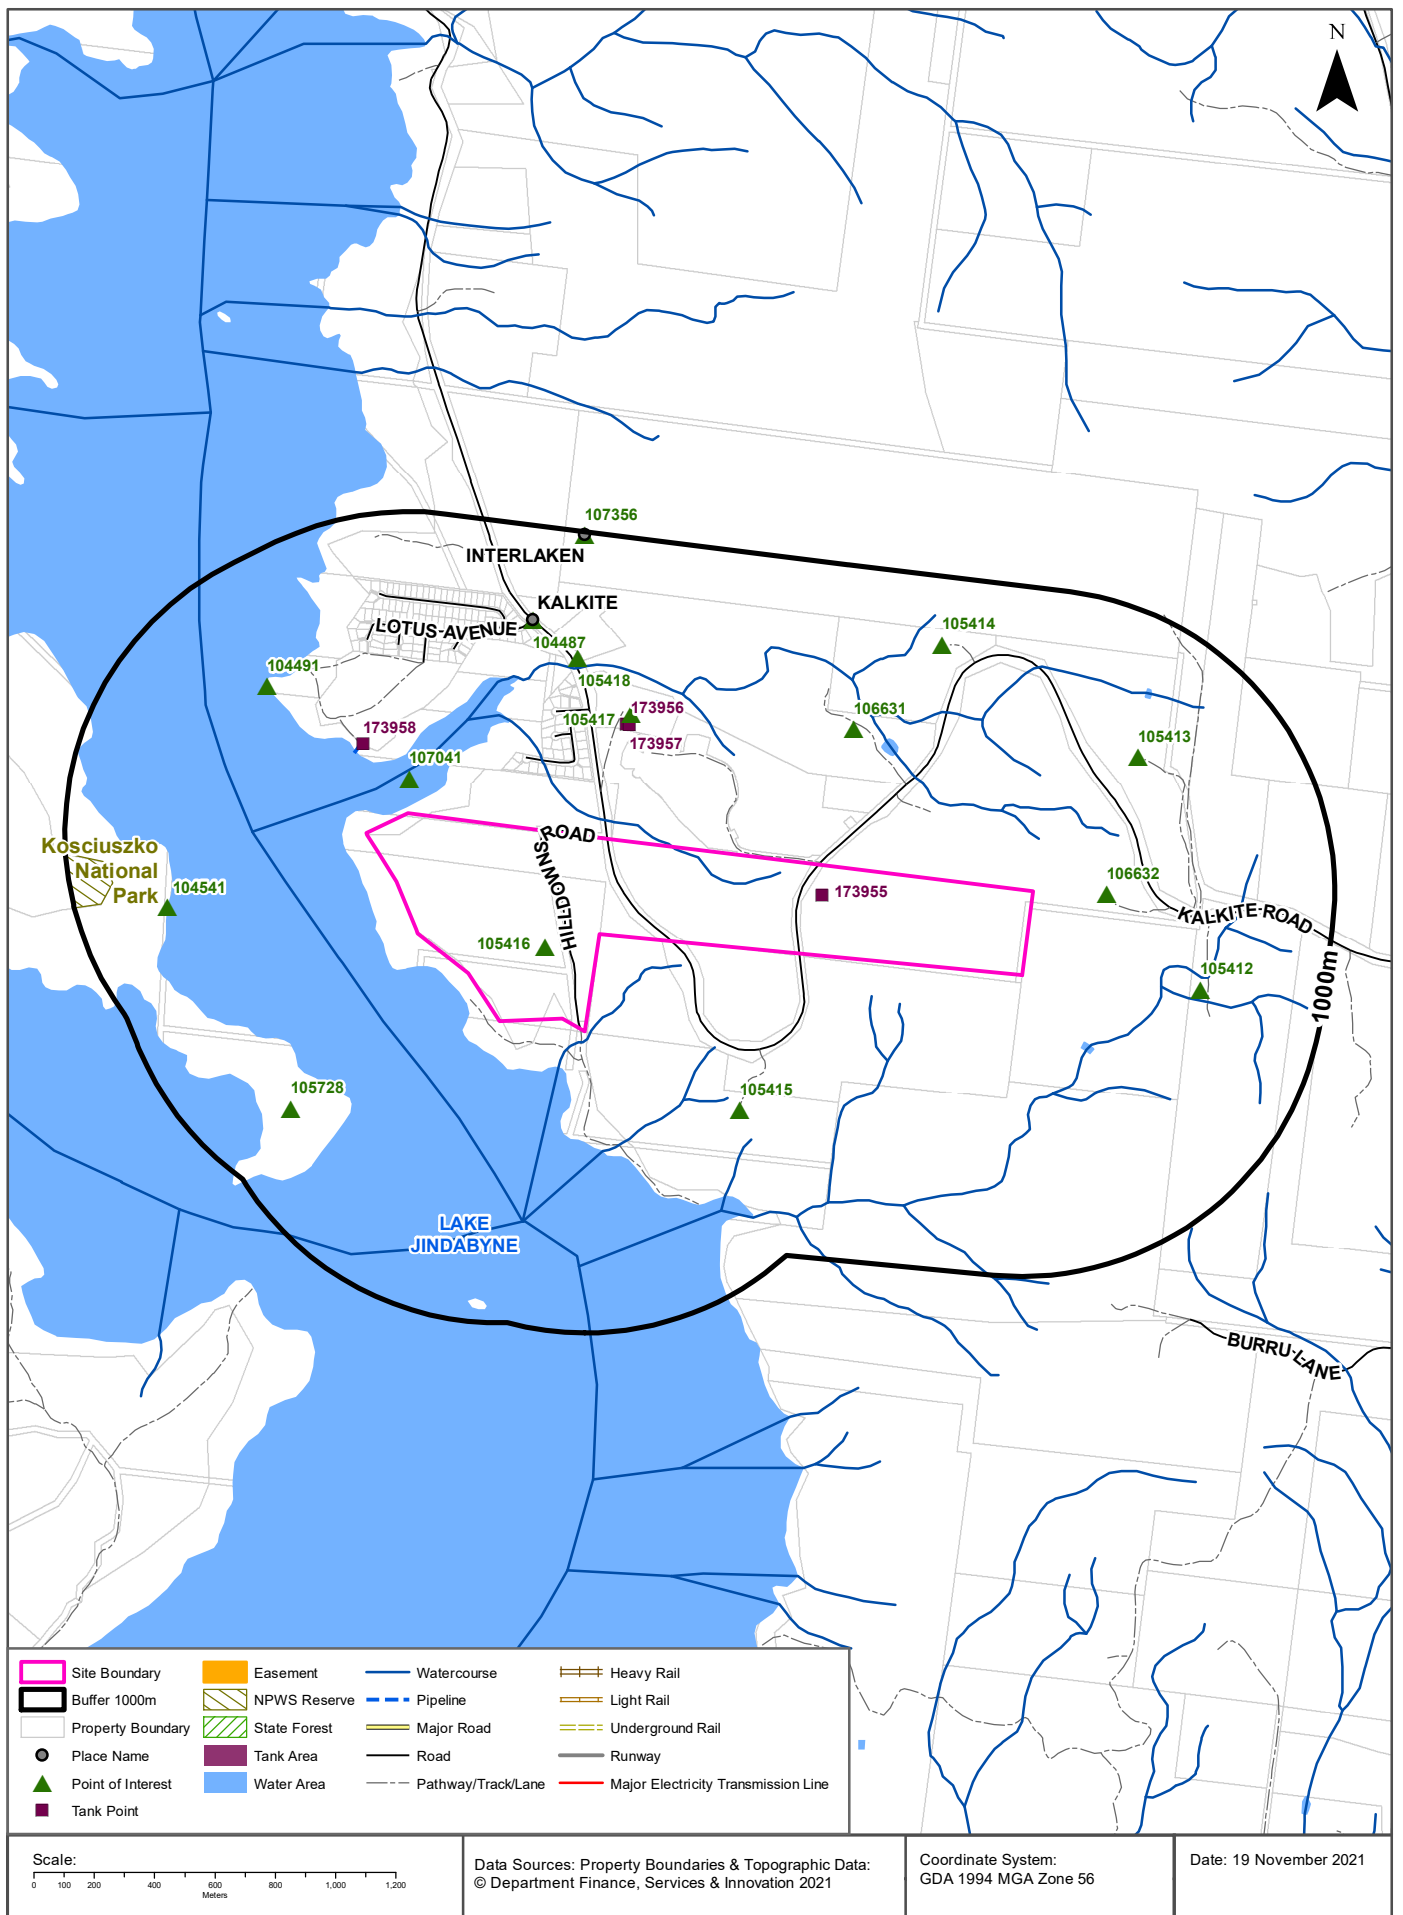 N
107356
INTERLAKEN
KALKITE
LOTUS-AVENUE
104487
105414
104491
105418
173956
105417
106631
173958
173957
105413
107041
ROAD
Kosciuszko
National
Park
104541
HILLDOWNS
173955
106632
KALKITE-ROAD
105416
105412
1000m
105728
105415
LAKE
JINDABYNE
BURRU-LANE
Site Boundary
Easement
Watercourse
Heavy Rail
Buffer 1000m
NPWS Reserve
Pipeline
Light Rail
Property Boundary
State Forest
Major Road
Underground Rail
Place Name
Tank Area
Road
Runway
Point of Interest
Water Area
Pathway/Track/Lane
Major Electricity Transmission Line
Tank Point
Scale:
0 100 200 400 600 800 1,000 1,200
Meters
Data Sources: Property Boundaries & Topographic Data:
© Department Finance, Services & Innovation 2021
Coordinate System:
GDA 1994 MGA Zone 56
Date: 19 November 2021